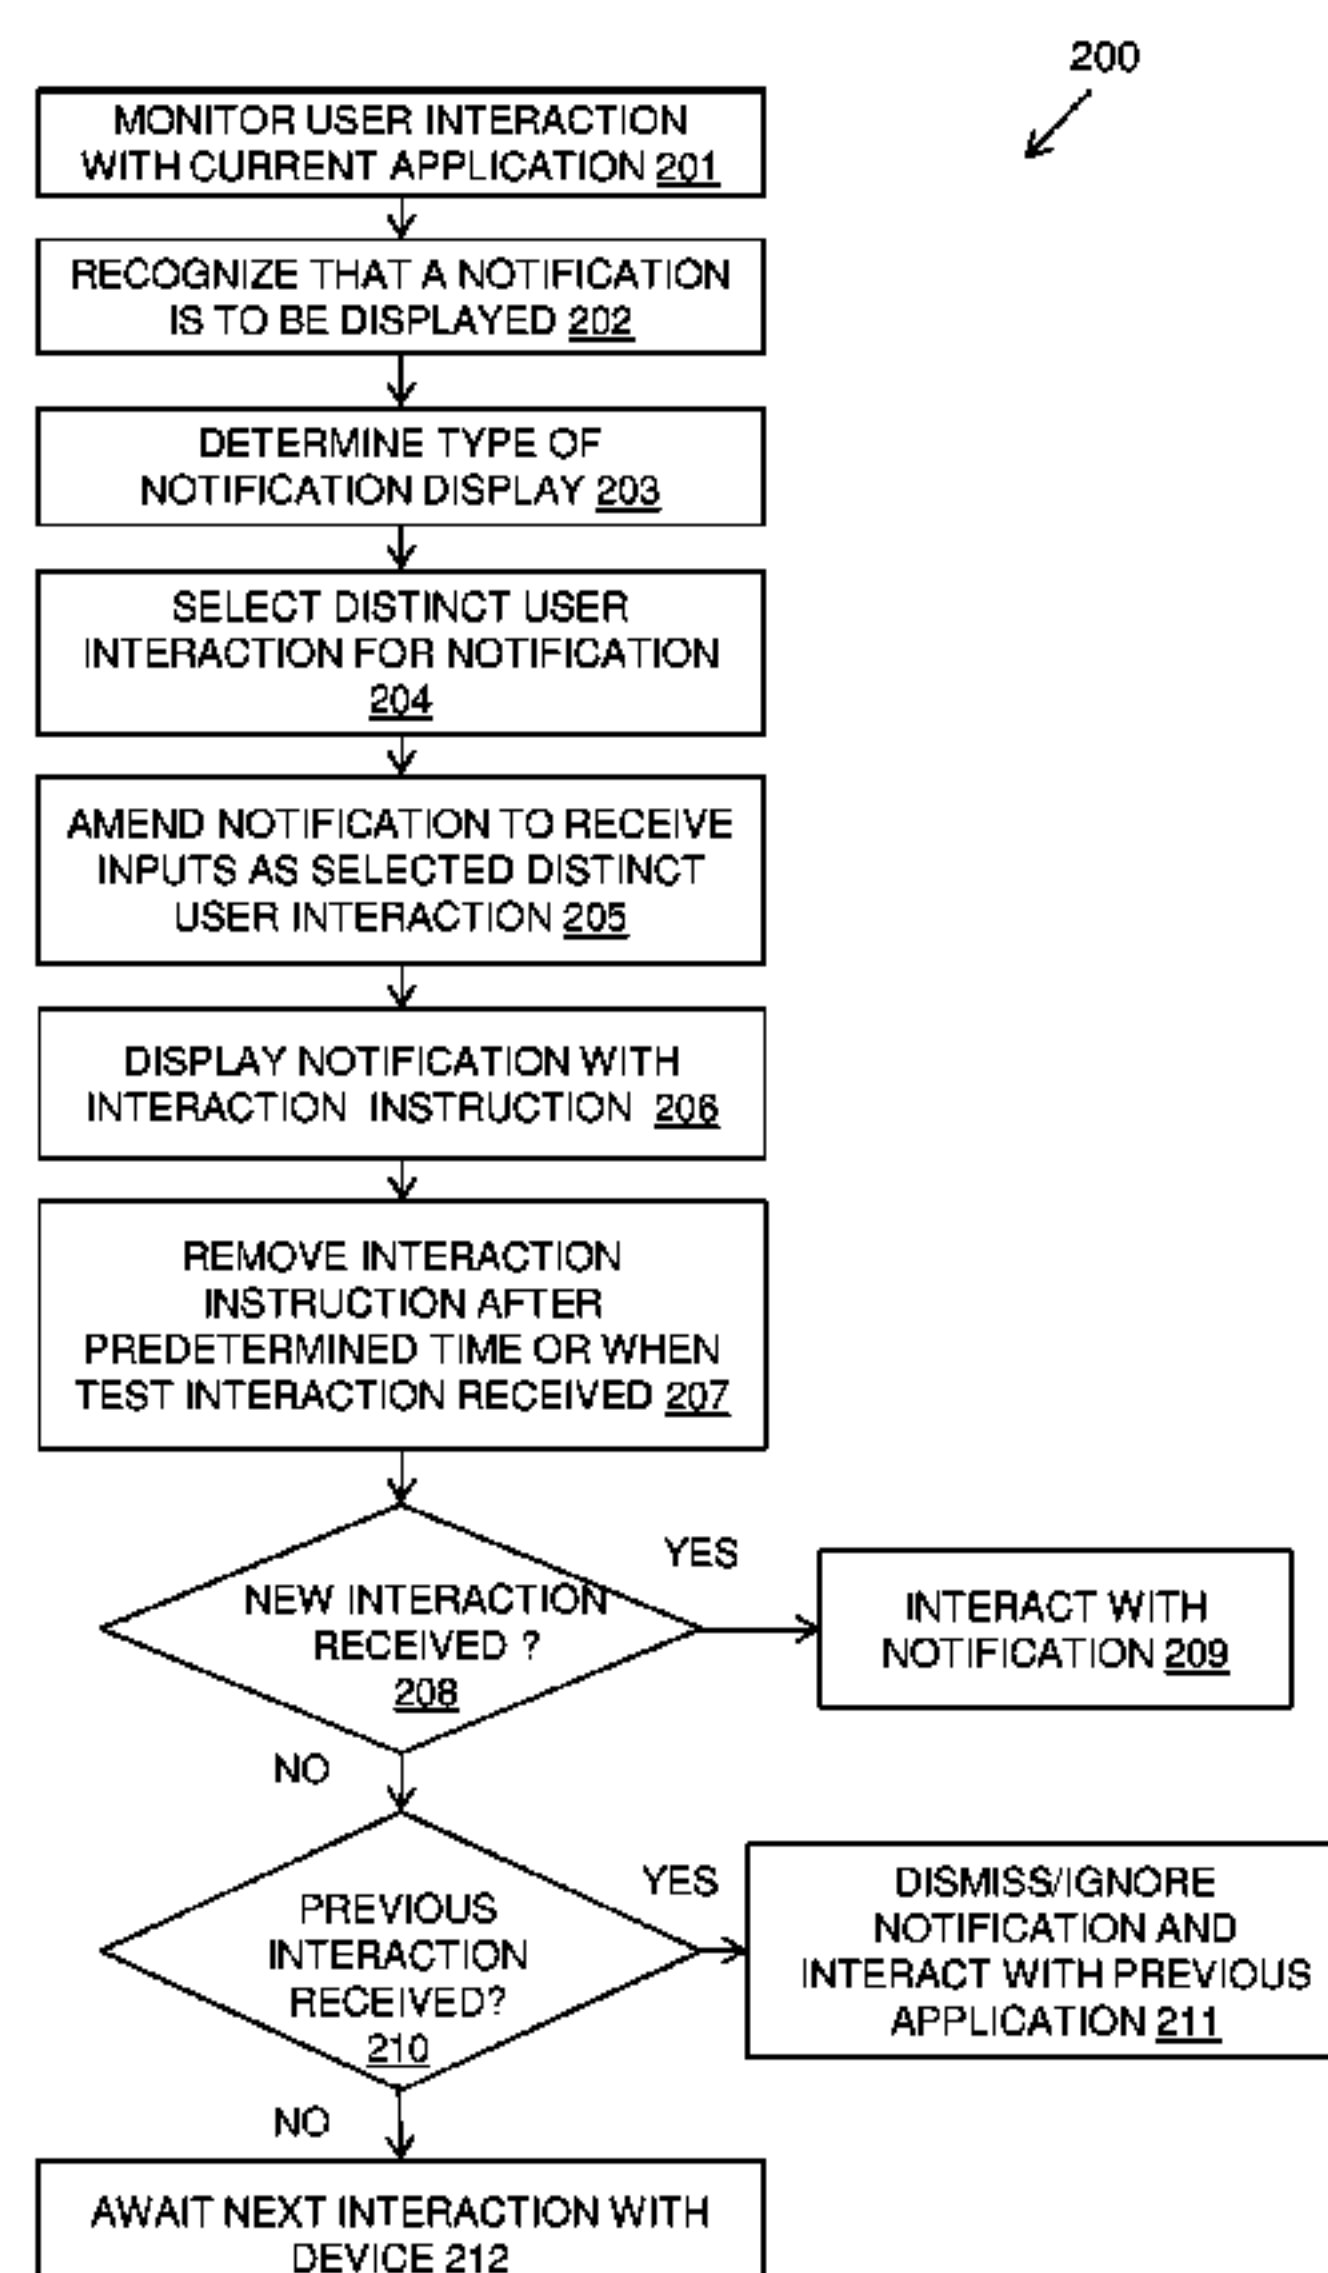 200
MONITOR USER INTERACTION
WITH CURRENT APPLICATION 201
RECOGNIZE THAT A NOTIFICATION
IS TO BE DISPLAYED 202
DETERMINE TYPE OF
NOTIFICATION DISPLAY 203
SELECT DISTINCT USER
INTERACTION FOR NOTIFICATION
204
AMEND NOTIFICATION TO RECEIVE
INPUTS AS SELECTED DISTINCT
USER INTERACTION 205
DISPLAY NOTIFICATION WITH
INTERACTION INSTRUCTION 206
REMOVE INTERACTION
INSTRUCTION AFTER
PREDETERMINED TIME OR WHEN
TEST INTERACTION RECEIVED 207
NEW INTERACTION
RECEIVED ?
208
YES
INTERACT WITH
NOTIFICATION 209
NO
PREVIOUS
INTERACTION
RECEIVED?
210
YES
DISMISS/IGNORE
NOTIFICATION AND
INTERACT WITH PREVIOUS
APPLICATION 211
NO
AWAIT NEXT INTERACTION WITH
DEVICE 212